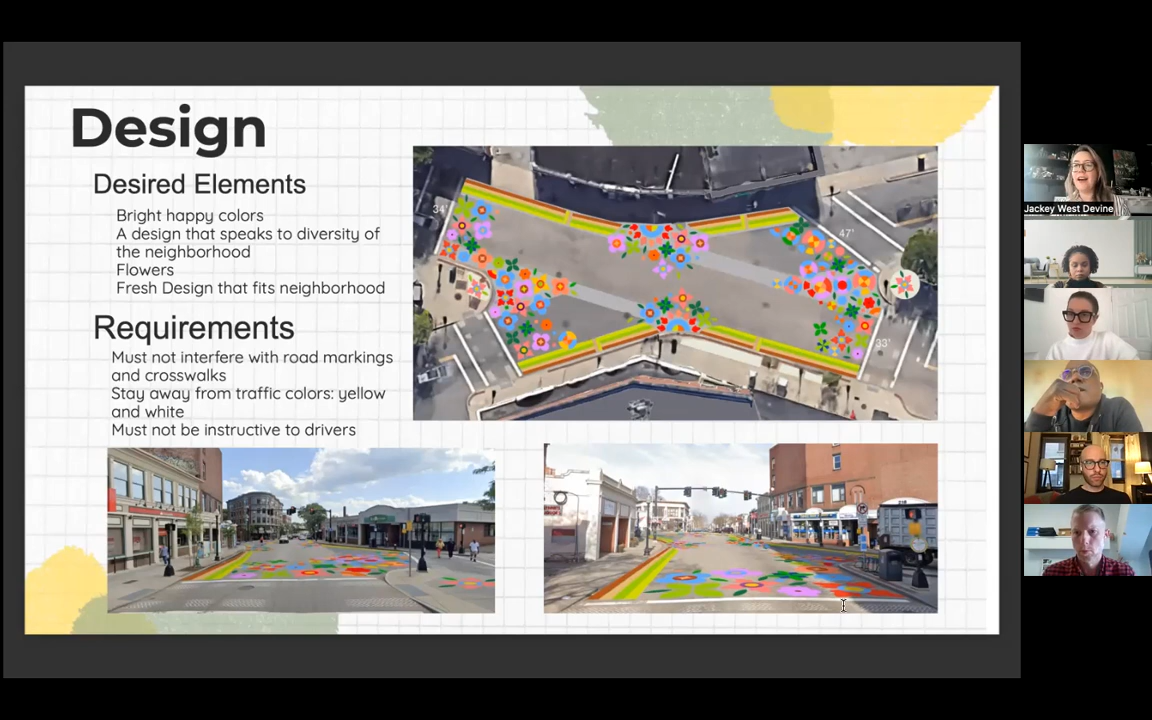 Design
Desired Elements
Bright happy colors
A design that speaks to diversity of
the neighborhood
Flowers
Fresh Design that fits neighborhood
Requirements
Must not interfere with road markings
and crosswalks
Stay away from traffic colors: yellow
and white
Must not be instructive to drivers
34'
47'
33'
Jackey West Devine